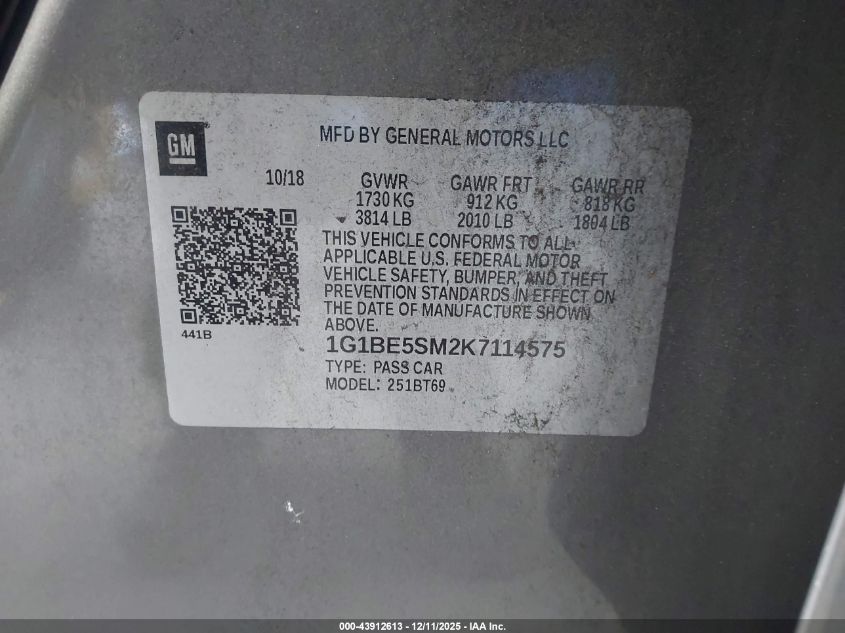 GM
MFD BY GENERAL MOTORS LLC
10/18
GVWR GAWR FRT GAWR RR
1730 KG 912 KG 818 KG
3814 LB 2010 LB 1804 LB
THIS VEHICLE CONFORMS TO ALL
APPLICABLE U.S. FEDERAL MOTOR
VEHICLE SAFETY, BUMPER, AND THEFT
PREVENTION STANDARDS IN EFFECT ON
THE DATE OF MANUFACTURE SHOWN
ABOVE.
441B
1G1BE5SM2K7114575
TYPE: PASS CAR
MODEL: 251BT69
000-43912613 - 12/11/2025 - IAA Inc.